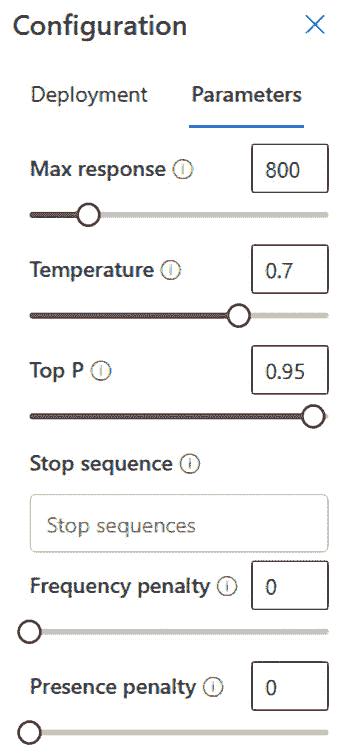 Configuration
Deployment Parameters
Max response 800
Temperature 0.7
Top P 0.95
Stop sequence
Stop sequences
Frequency penalty 0
Presence penalty 0